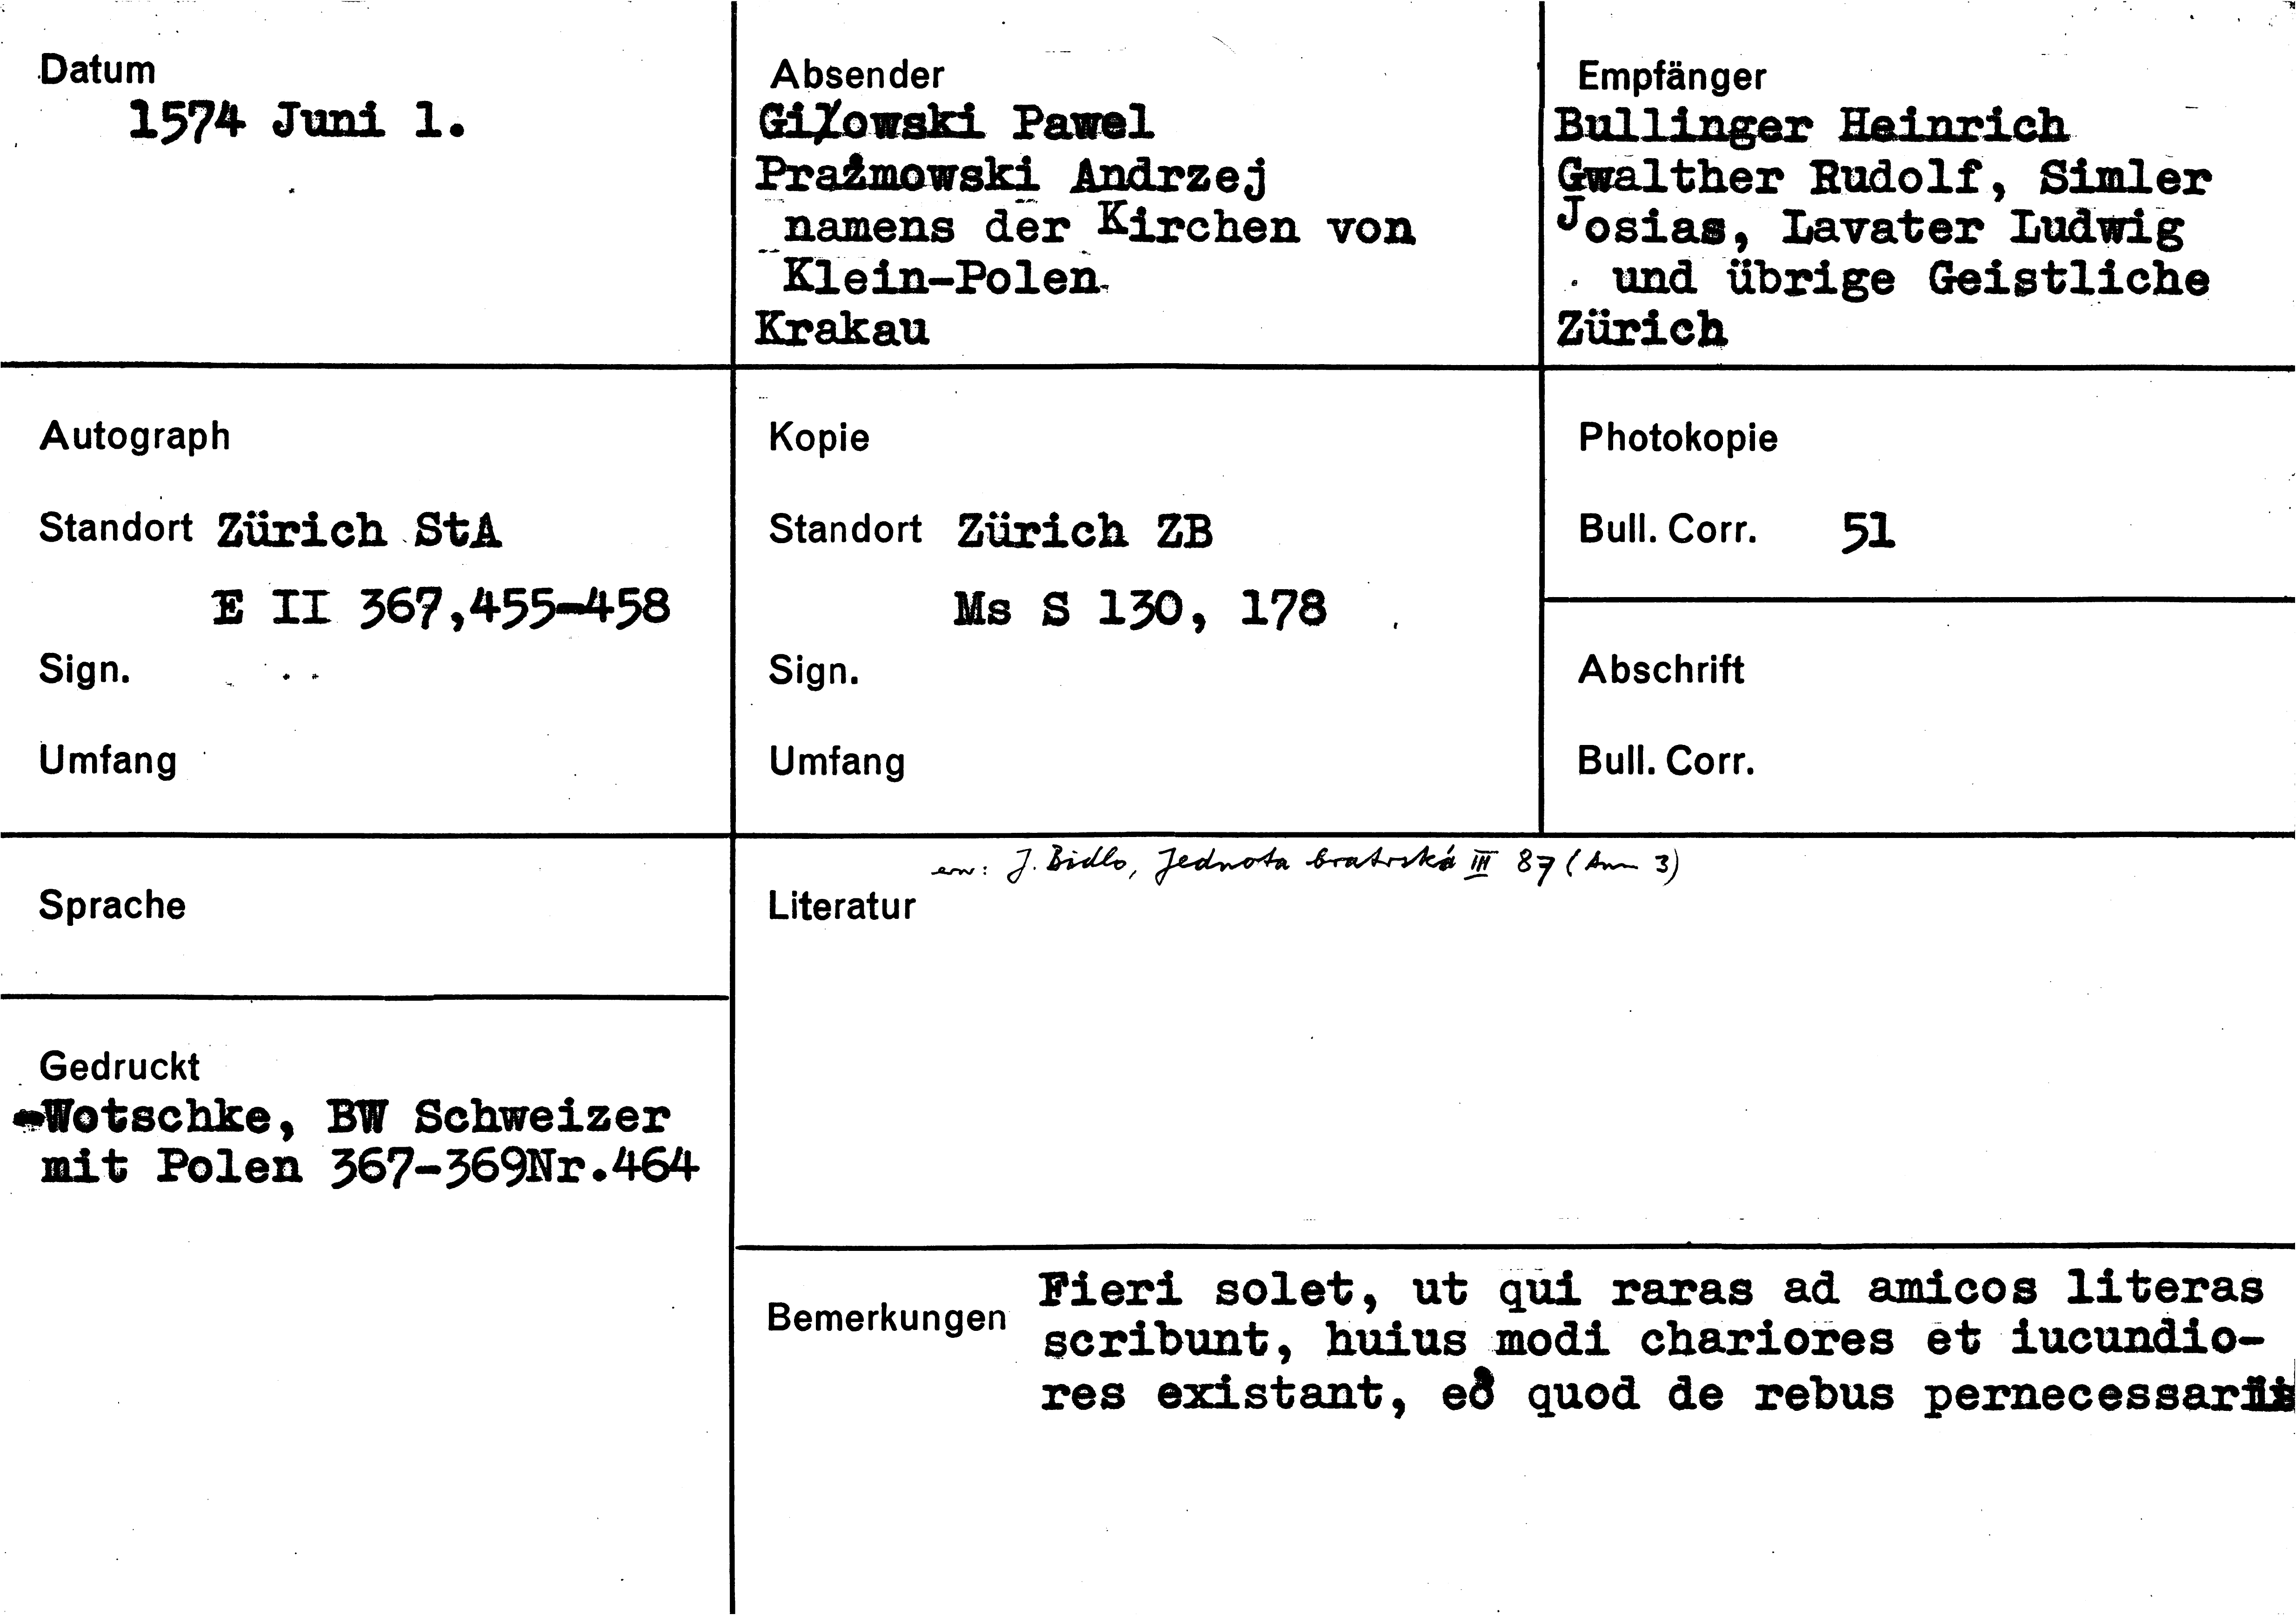 Datum
1574 Juni 1.
Absender
Giłowski Pawel
Prażmowski Andrzej
namens der Kirchen von
Klein-Polen
Krakau
Empfänger
Bullinger Heinrich
Gwalther Rudolf, Simler
Josias, Lavater Ludwig
und übrige Geistliche
Zürich
Autograph
Standort Zürich StA
E II 367,455-458
Sign.
Umfang
Kopie
Standort Zürich ZB
Ms S 130, 178
Sign.
Umfang
Photokopie
Bull. Corr. 51
Abschrift
Bull. Corr.
Sprache
Gedruckt
Wotschke, BW Schweizer
mit Polen 367-369Nr.464
erw: J. Bidlo, Jednota bratrská III 87 (Anm 3)
Literatur
Bemerkungen
Fieri solet, ut qui raras ad amicos literas
scribunt, huius modi chariores et iucundio-
res existant, eo quod de rebus pernecessariis